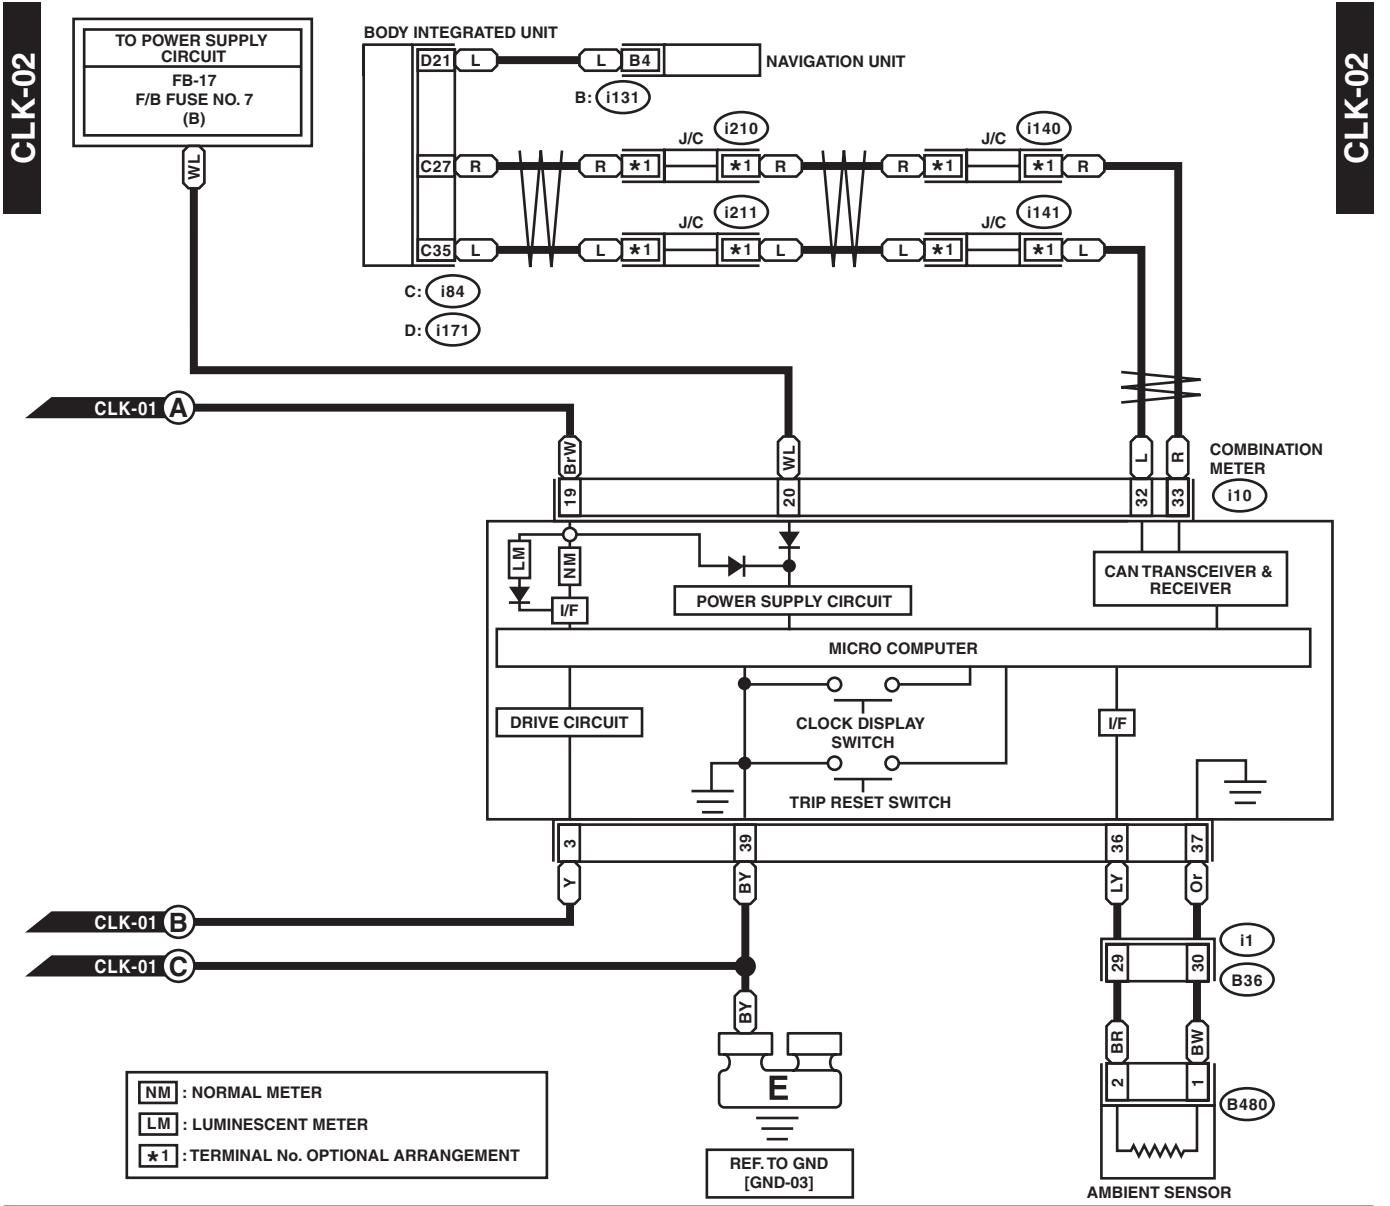 CLK-02
CLK-02
TO POWER SUPPLY
CIRCUIT
FB-17
F/B FUSE NO. 7
(B)
WL
BODY INTEGRATED UNIT
D21 L L B4 NAVIGATION UNIT
B: i131
J/C i210 J/C i140
C27 R R *1 *1 R R *1 *1 R
J/C i211 J/C i141
C35 L L *1 *1 L L *1 *1 L
C: i84
D: i171
CLK-01 A
BrW WL L R
COMBINATION
METER
i10
19 20 32 33
LM NM
I/F
POWER SUPPLY CIRCUIT
CAN TRANSCEIVER &
RECEIVER
MICRO COMPUTER
DRIVE CIRCUIT
CLOCK DISPLAY
SWITCH
I/F
TRIP RESET SWITCH
3 39 36 37
Y BY LY Or
CLK-01 B
CLK-01 C
i1
29 30
B36
BY
BR BW
E
2 1
B480
REF. TO GND
[GND-03]
AMBIENT SENSOR
NM : NORMAL METER
LM : LUMINESCENT METER
*1 : TERMINAL No. OPTIONAL ARRANGEMENT